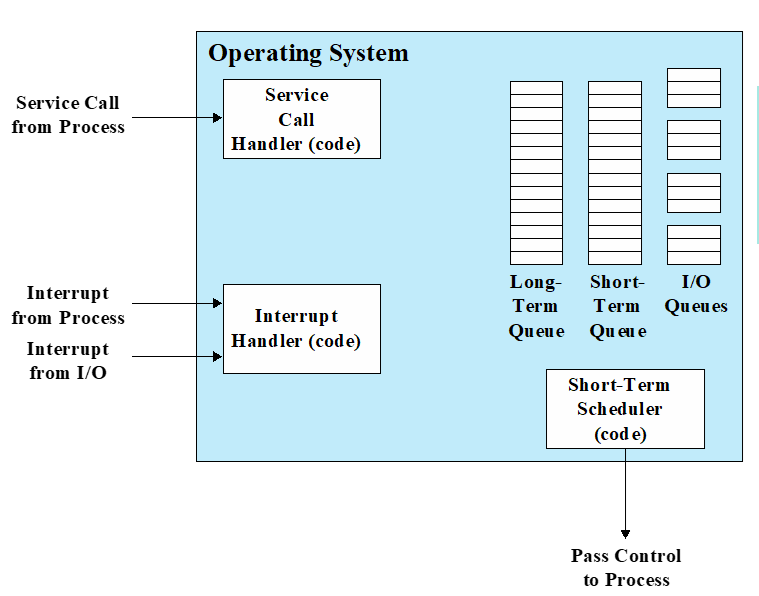 Operating System
Service Call
from Process
Service
Call
Handler (code)
Interrupt
from Process
Interrupt
from I/O
Interrupt
Handler (code)
Long-
Term
Queue
Short-
Term
Queue
I/O
Queues
Short-Term
Scheduler
(code)
Pass Control
to Process